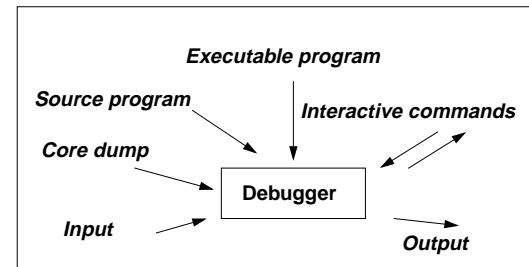 Executable program
Source program
Interactive commands
Core dump
Debugger
Input
Output